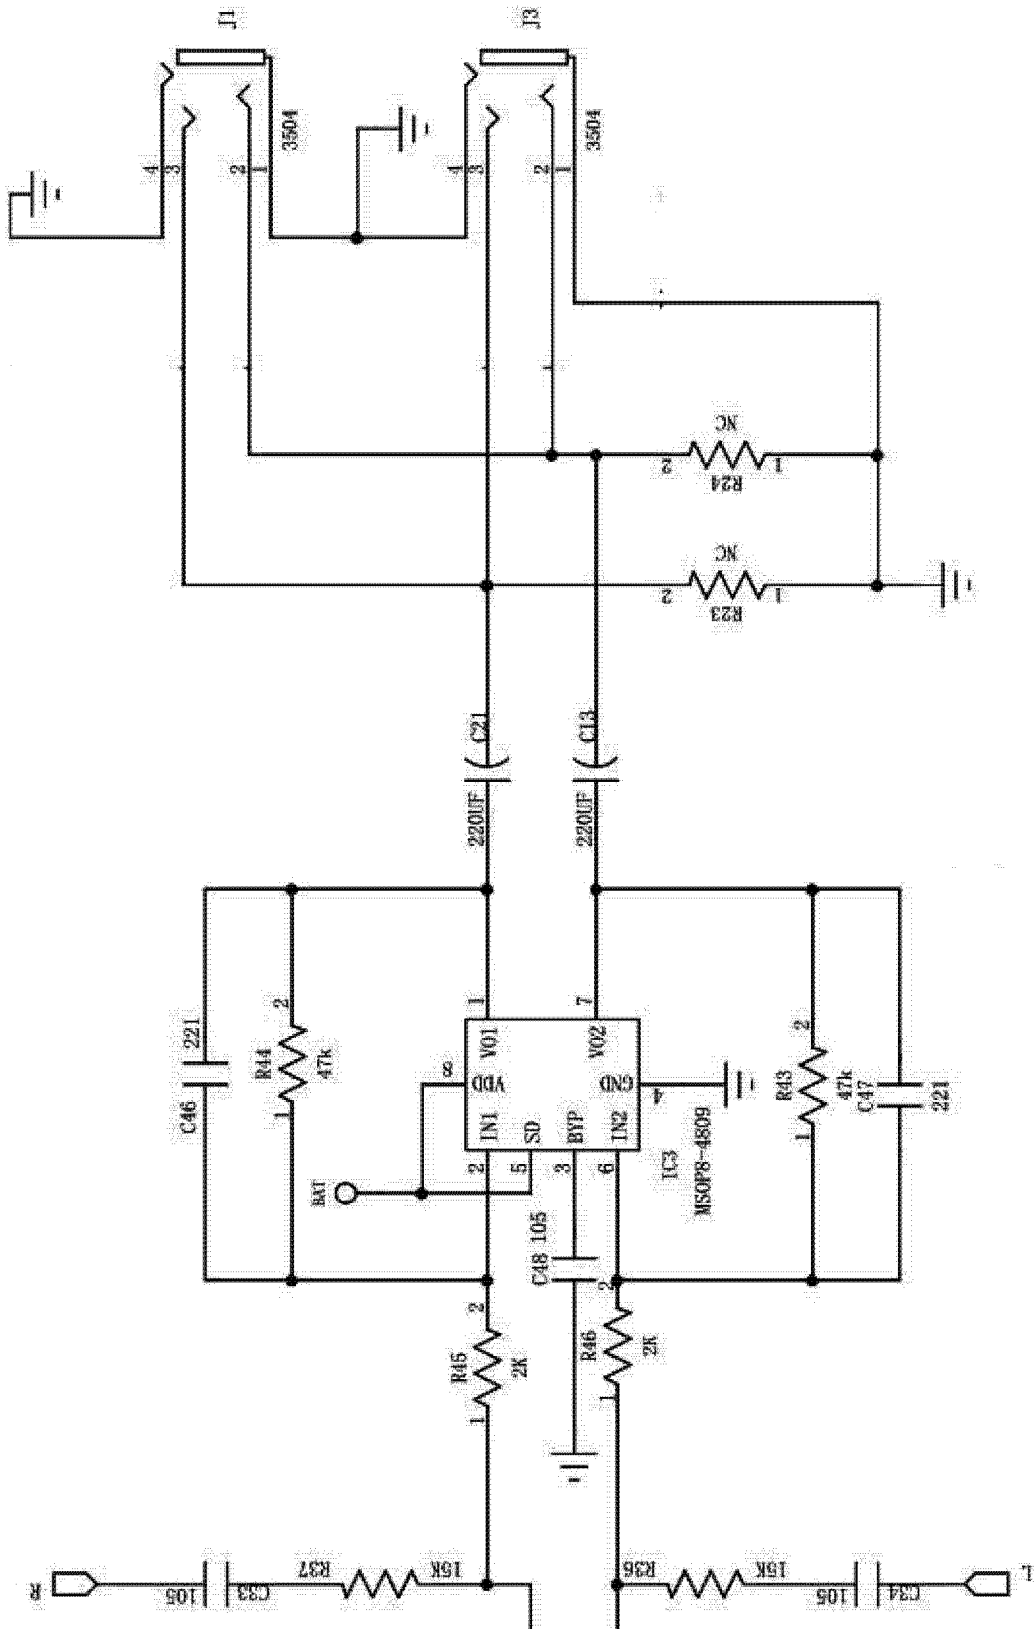 J1
J3
3504
3504
4
3
2
1
4
3
2
1
NC
2
1
R24
NC
2
1
R23
C21
C13
220UF
220UF
221
2
R44
47k
1
C46
1
7
VO1
VO2
8
VDD
GND
4
IN1
SD
BYP
IN2
2
5
3
6
IC3
MSOP8-4809
2
R43
47k
1
C47
221
BAT
C48 105
2
R45
2K
1
2
R46
2K
1
R
105
C33
R37
15K
R36
15K
105
C34
L